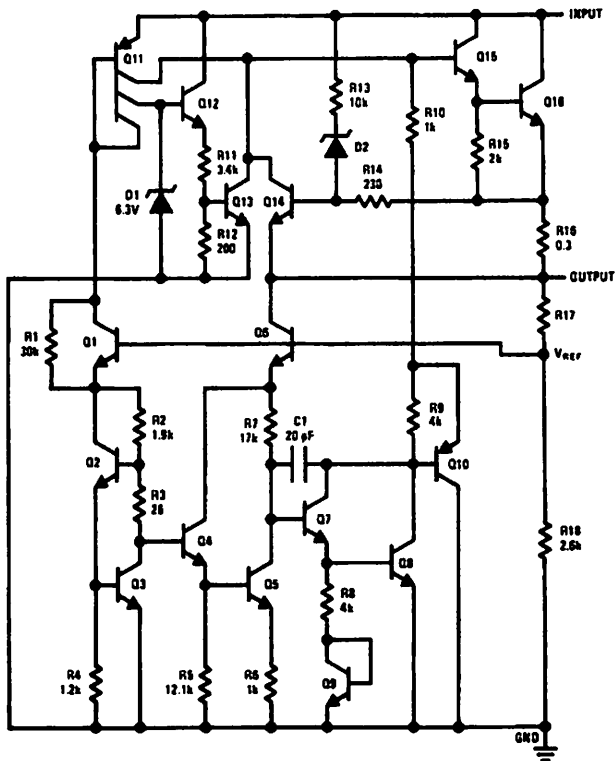 INPUT
Q11
Q15
Q12
R13
10k
Q16
R10
1k
D2
R15
2k
R11
3.4k
R14
230
D1
6.3V
Q13
Q14
R12
200
R16
0.3
OUTPUT
R17
R1
30k
Q1
Q6
VREF
R2
1.9k
R7
17k
C1
20 pF
R9
4k
Q10
Q2
R3
26
Q4
Q7
R18
2.6k
Q3
Q5
Q8
R8
4k
R4
1.2k
R5
12.1k
R6
1k
Q9
GND